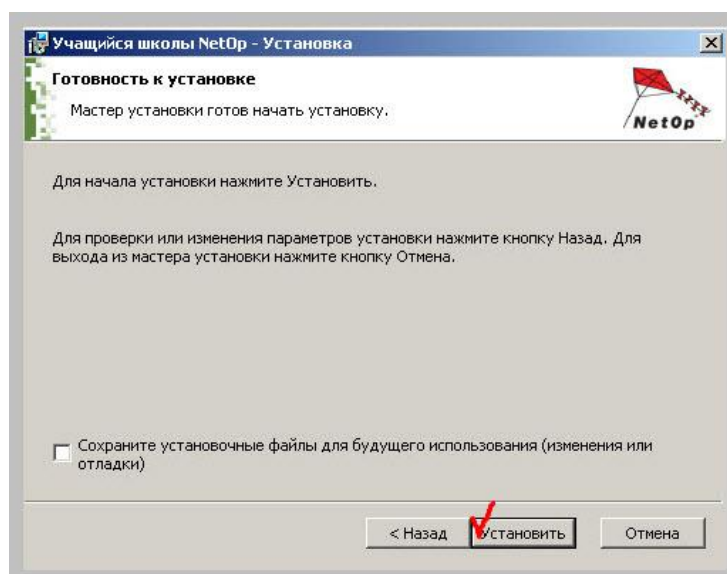 Учащийся школы NetOp - Установка
Готовность к установке
Мастер установки готов начать установку.
NetOp
Для начала установки нажмите Установить.
Для проверки или изменения параметров установки нажмите кнопку Назад. Для
выхода из мастера установки нажмите кнопку Отмена.
Сохраните установочные файлы для будущего использования (изменения или
отладки)
< Назад Установить Отмена